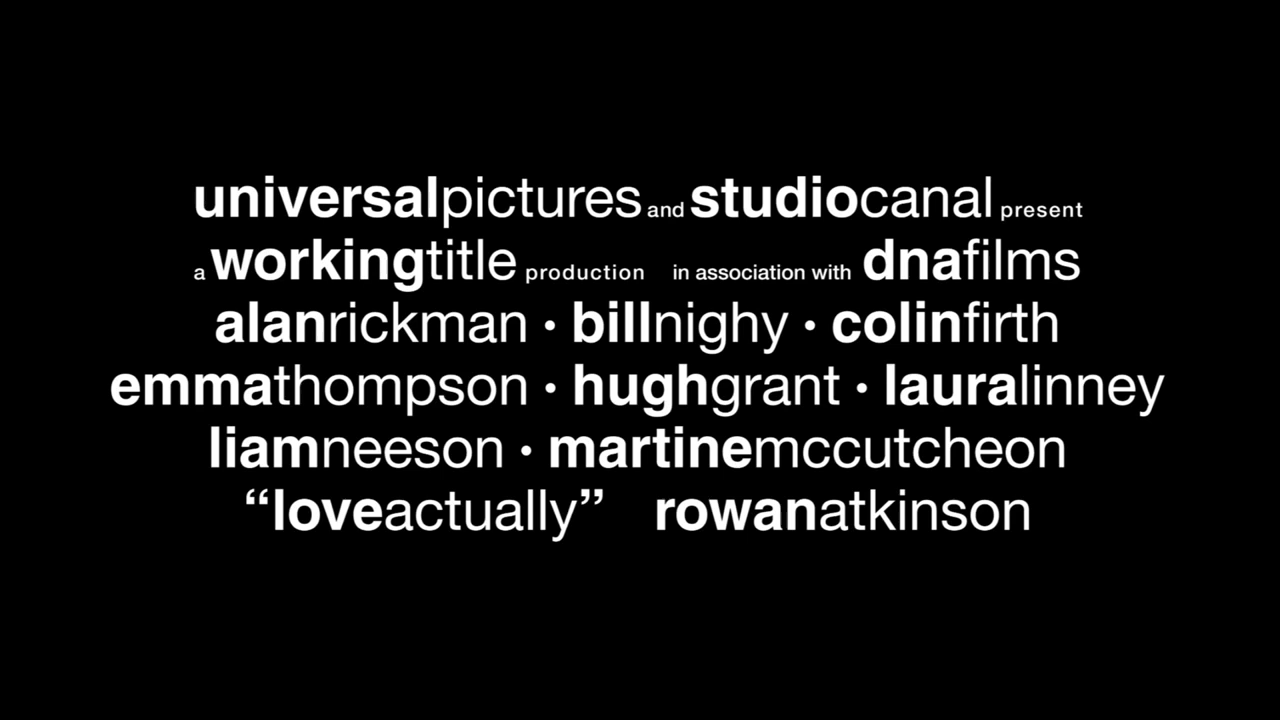 universalpictures and studiocanal present
a workingtitle production in association with dnafilms
alanrickman • billnighy • colinfirth
emmathompson • hughgrant • lauralinney
liamneeson • martinemccutcheon
“loveactually” rowanatkinson